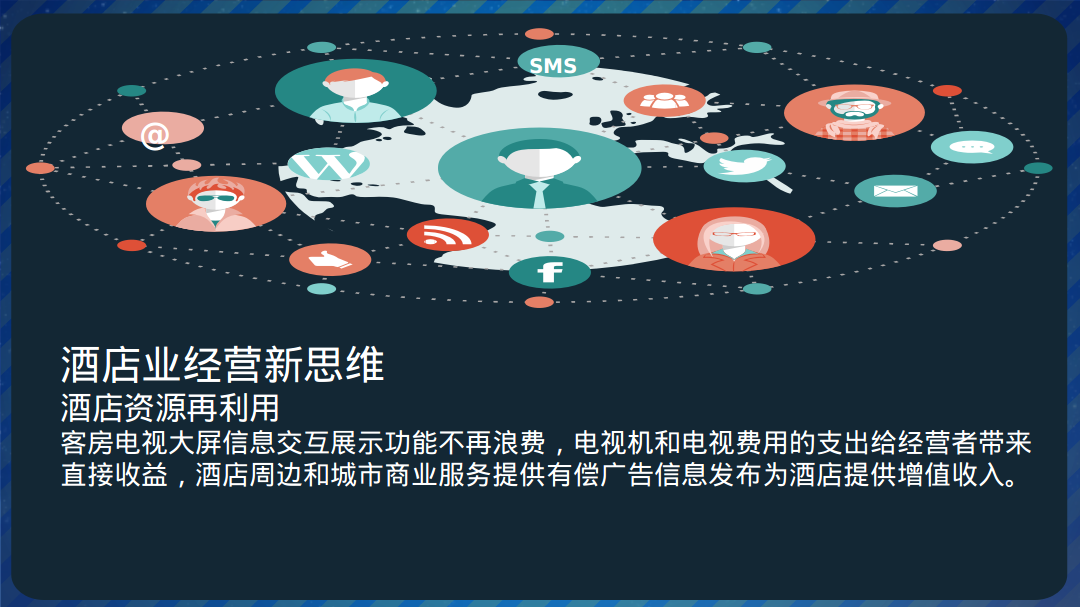 SMS
@
酒店业经营新思维
酒店资源再利用
客房电视大屏信息交互展示功能不再浪费，电视机和电视费用的支出给经营者带来
直接收益，酒店周边和城市商业服务提供有偿广告信息发布为酒店提供增值收入。